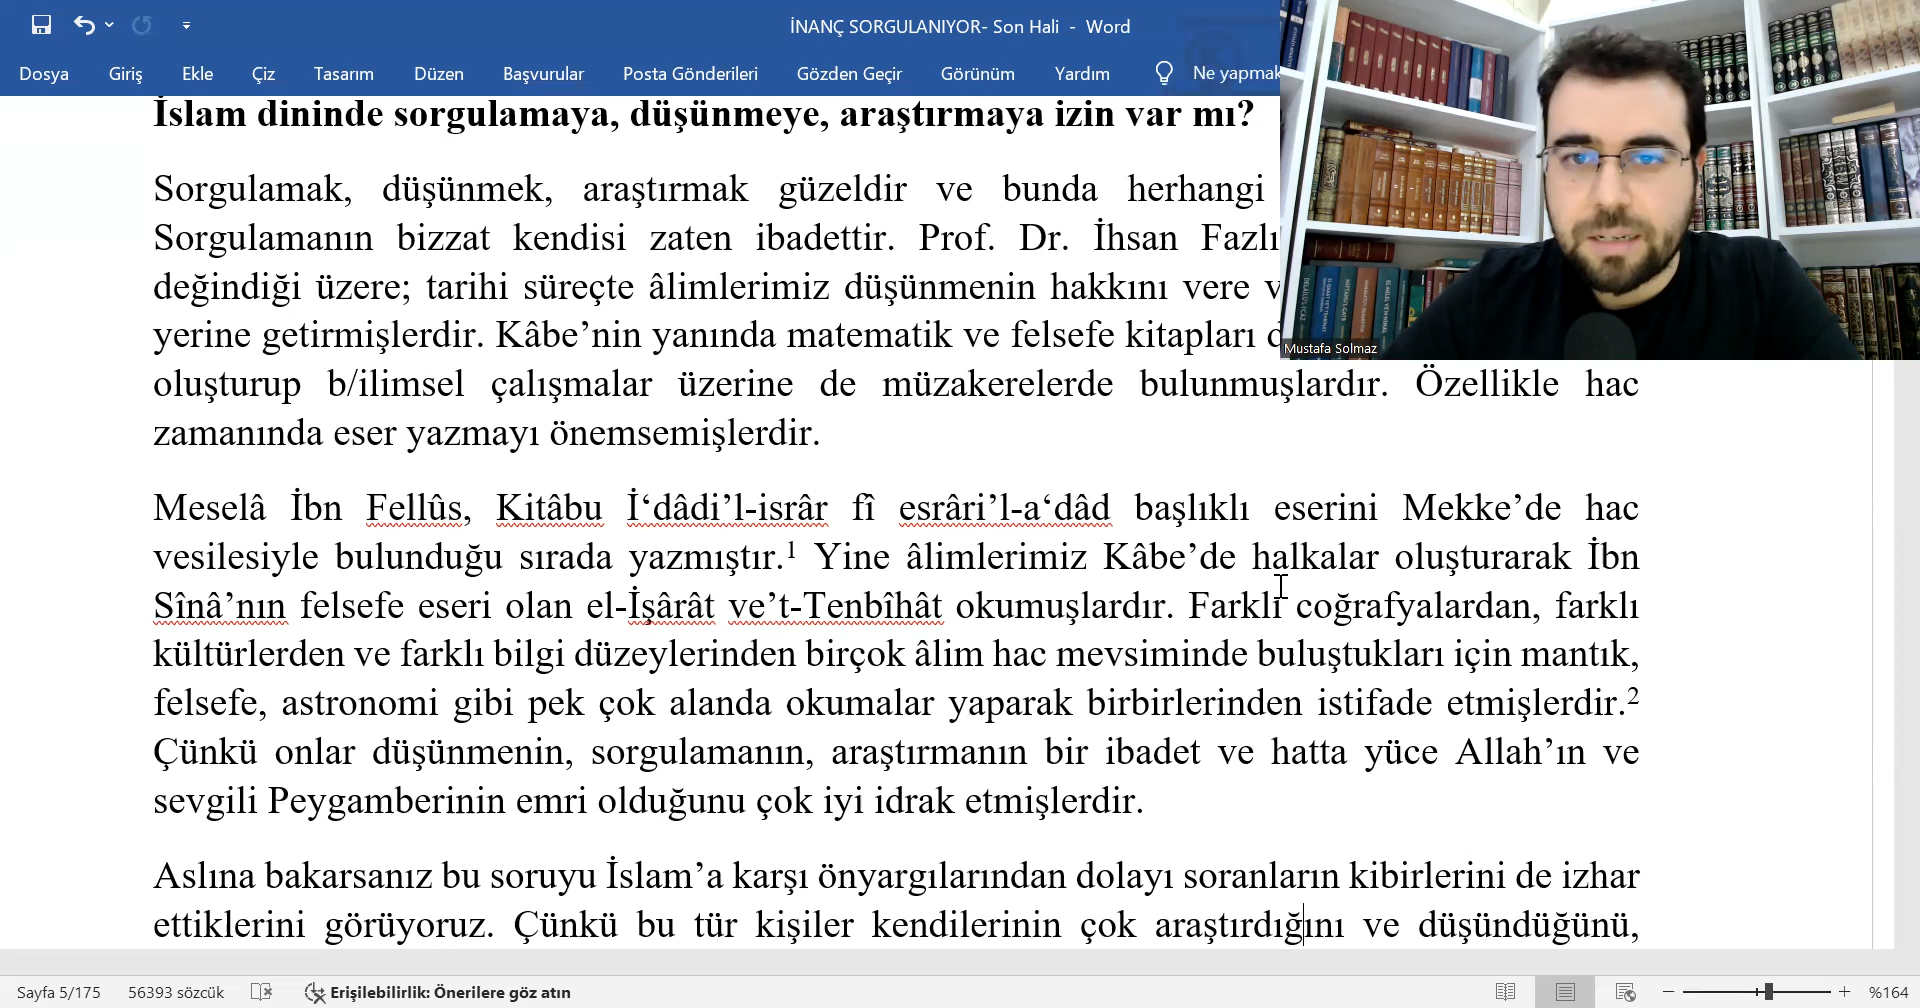 İNANÇ SORGULANIYOR- Son Hali - Word
Dosya Giriş Ekle Çiz Tasarım Düzen Başvurular Posta Gönderileri Gözden Geçir Görünüm Yardım Ne yapmak
İslam dininde sorgulamaya, düşünmeye, araştırmaya izin var mı?
Sorgulamak, düşünmek, araştırmak güzeldir ve bunda herhangi
Sorgulamanın bizzat kendisi zaten ibadettir. Prof. Dr. İhsan Fazlı
değindiği üzere; tarihi süreçte âlimlerimiz düşünmenin hakkını vere v
yerine getirmişlerdir. Kâbe’nin yanında matematik ve felsefe kitapları d
oluşturup b/ilimsel çalışmalar üzerine de müzakerelerde bulunmuşlardır. Özellikle hac
zamanında eser yazmayı önemsemişlerdir.
Meselâ İbn Fellûs, Kitâbu İ‘dâdi’l-isrâr fî esrâri’l-a‘dâd başlıklı eserini Mekke’de hac
vesilesiyle bulunduğu sırada yazmıştır.1 Yine âlimlerimiz Kâbe’de halkalar oluşturarak İbn
Sînâ’nın felsefe eseri olan el-İşârât ve’t-Tenbîhât okumuşlardır. Farklı coğrafyalardan, farklı
kültürlerden ve farklı bilgi düzeylerinden birçok âlim hac mevsiminde buluştukları için mantık,
felsefe, astronomi gibi pek çok alanda okumalar yaparak birbirlerinden istifade etmişlerdir.2
Çünkü onlar düşünmenin, sorgulamanın, araştırmanın bir ibadet ve hatta yüce Allah’ın ve
sevgili Peygamberinin emri olduğunu çok iyi idrak etmişlerdir.
Aslına bakarsanız bu soruyu İslam’a karşı önyargılarından dolayı soranların kibirlerini de izhar
ettiklerini görüyoruz. Çünkü bu tür kişiler kendilerinin çok araştırdığını ve düşündüğünü,
Mustafa Solmaz
Sayfa 5/175 56393 sözcük Erişilebilirlik: Önerilere göz atın %164